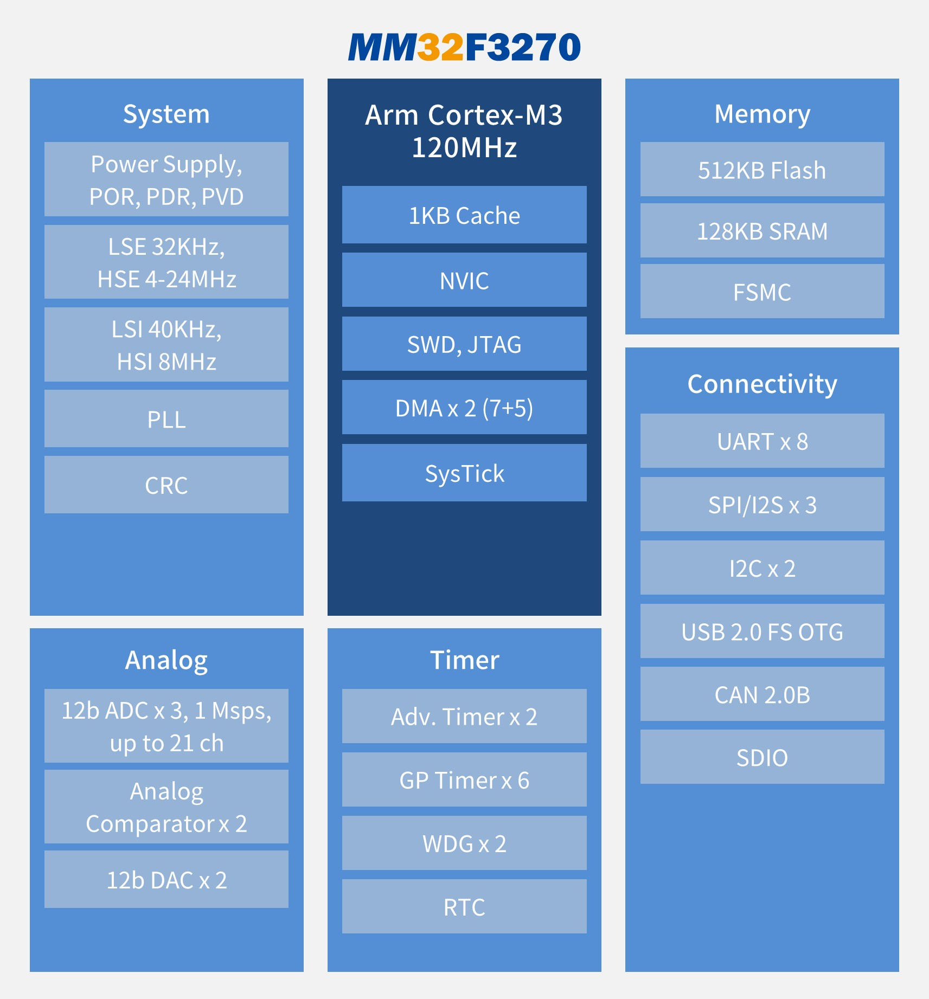 MM32F3270
System
Power Supply,
POR, PDR, PVD
LSE 32KHz,
HSE 4-24MHz
LSI 40KHz,
HSI 8MHz
PLL
CRC
Arm Cortex-M3
120MHz
1KB Cache
NVIC
SWD, JTAG
DMA x 2 (7+5)
SysTick
Memory
512KB Flash
128KB SRAM
FSMC
Connectivity
UART x 8
SPI/I2S x 3
I2C x 2
USB 2.0 FS OTG
CAN 2.0B
SDIO
Analog
12b ADC x 3, 1 Msps,
up to 21 ch
Analog
Comparator x 2
12b DAC x 2
Timer
Adv. Timer x 2
GP Timer x 6
WDG x 2
RTC